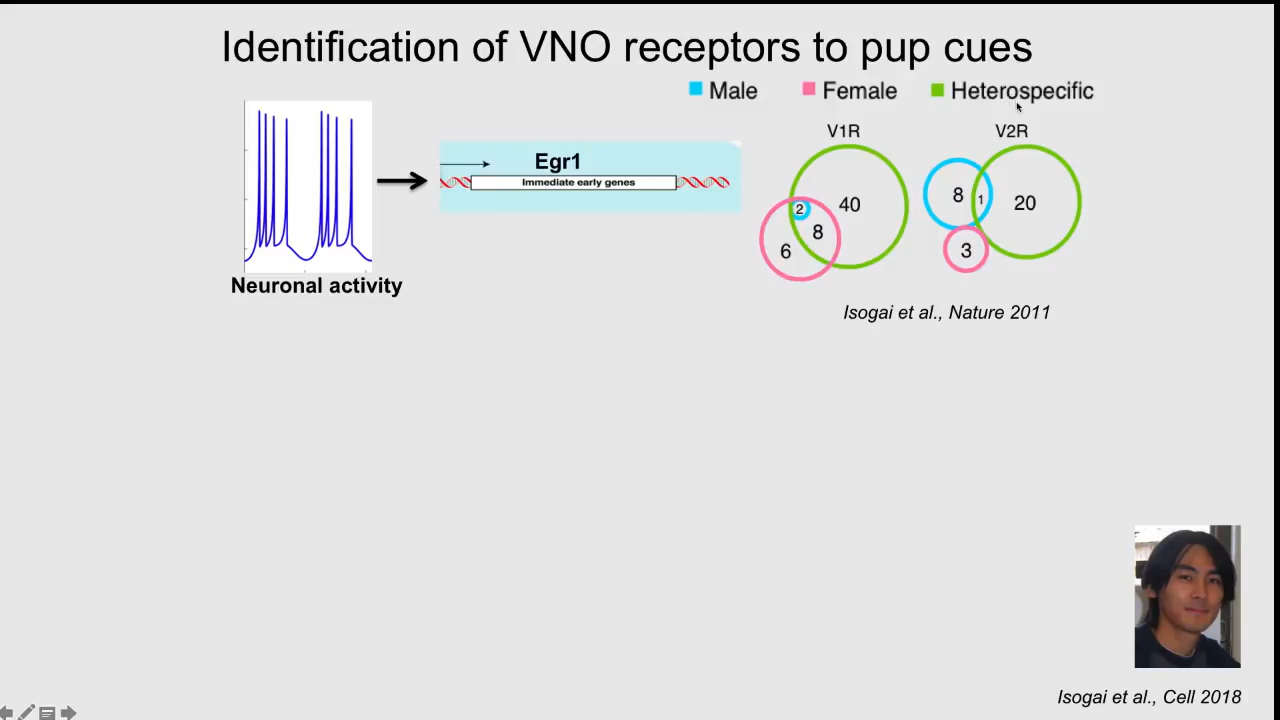 Identification of VNO receptors to pup cues
Male Female Heterospecific
V1R V2R
Egr1
Immediate early genes
2 40 8 6
8 1 20 3
Neuronal activity
Isogai et al., Nature 2011
Isogai et al., Cell 2018